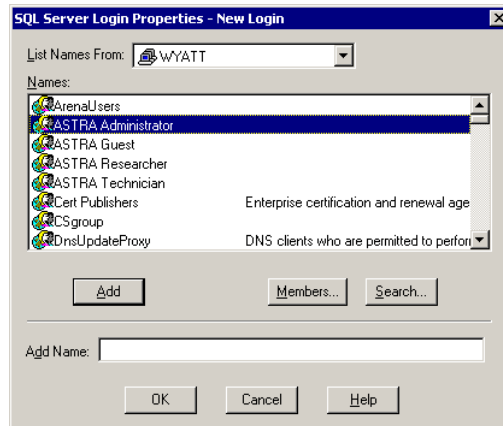 SQL Server Login Properties - New Login
List Names From: WYATT
Names:
ArenaUsers
ASTRA Administrator
ASTRA Guest
ASTRA Researcher
ASTRA Technician
Cert Publishers Enterprise certification and renewal age
CSgroup
DnsUpdateProxy DNS clients who are permitted to perfor
Add Members... Search...
Add Name:
OK Cancel Help